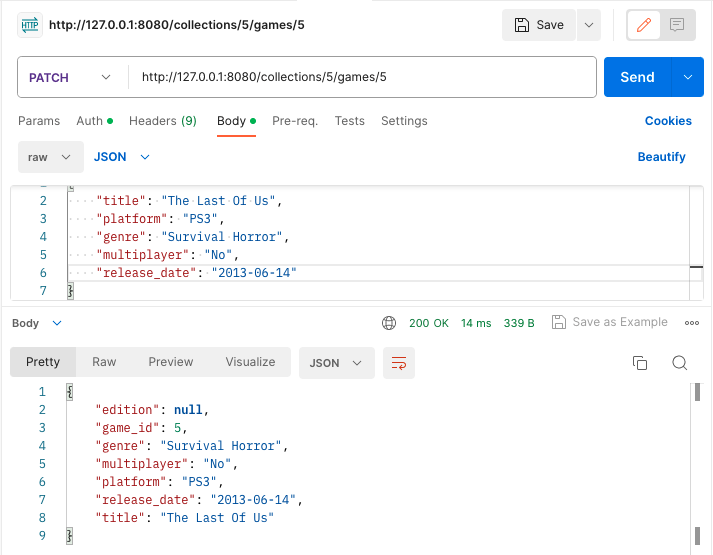 HTTP http://127.0.0.1:8080/collections/5/games/5 Save
PATCH http://127.0.0.1:8080/collections/5/games/5 Send
Params Auth Headers (9) Body Pre-req. Tests Settings Cookies
raw JSON Beautify
{
2 "title": "The Last Of Us",
3 "platform": "PS3",
4 "genre": "Survival Horror",
5 "multiplayer": "No",
6 "release_date": "2013-06-14"
7 }
Body 200 OK 14 ms 339 B Save as Example
Pretty Raw Preview Visualize JSON
1 {
2 "edition": null,
3 "game_id": 5,
4 "genre": "Survival Horror",
5 "multiplayer": "No",
6 "platform": "PS3",
7 "release_date": "2013-06-14",
8 "title": "The Last Of Us"
9 }